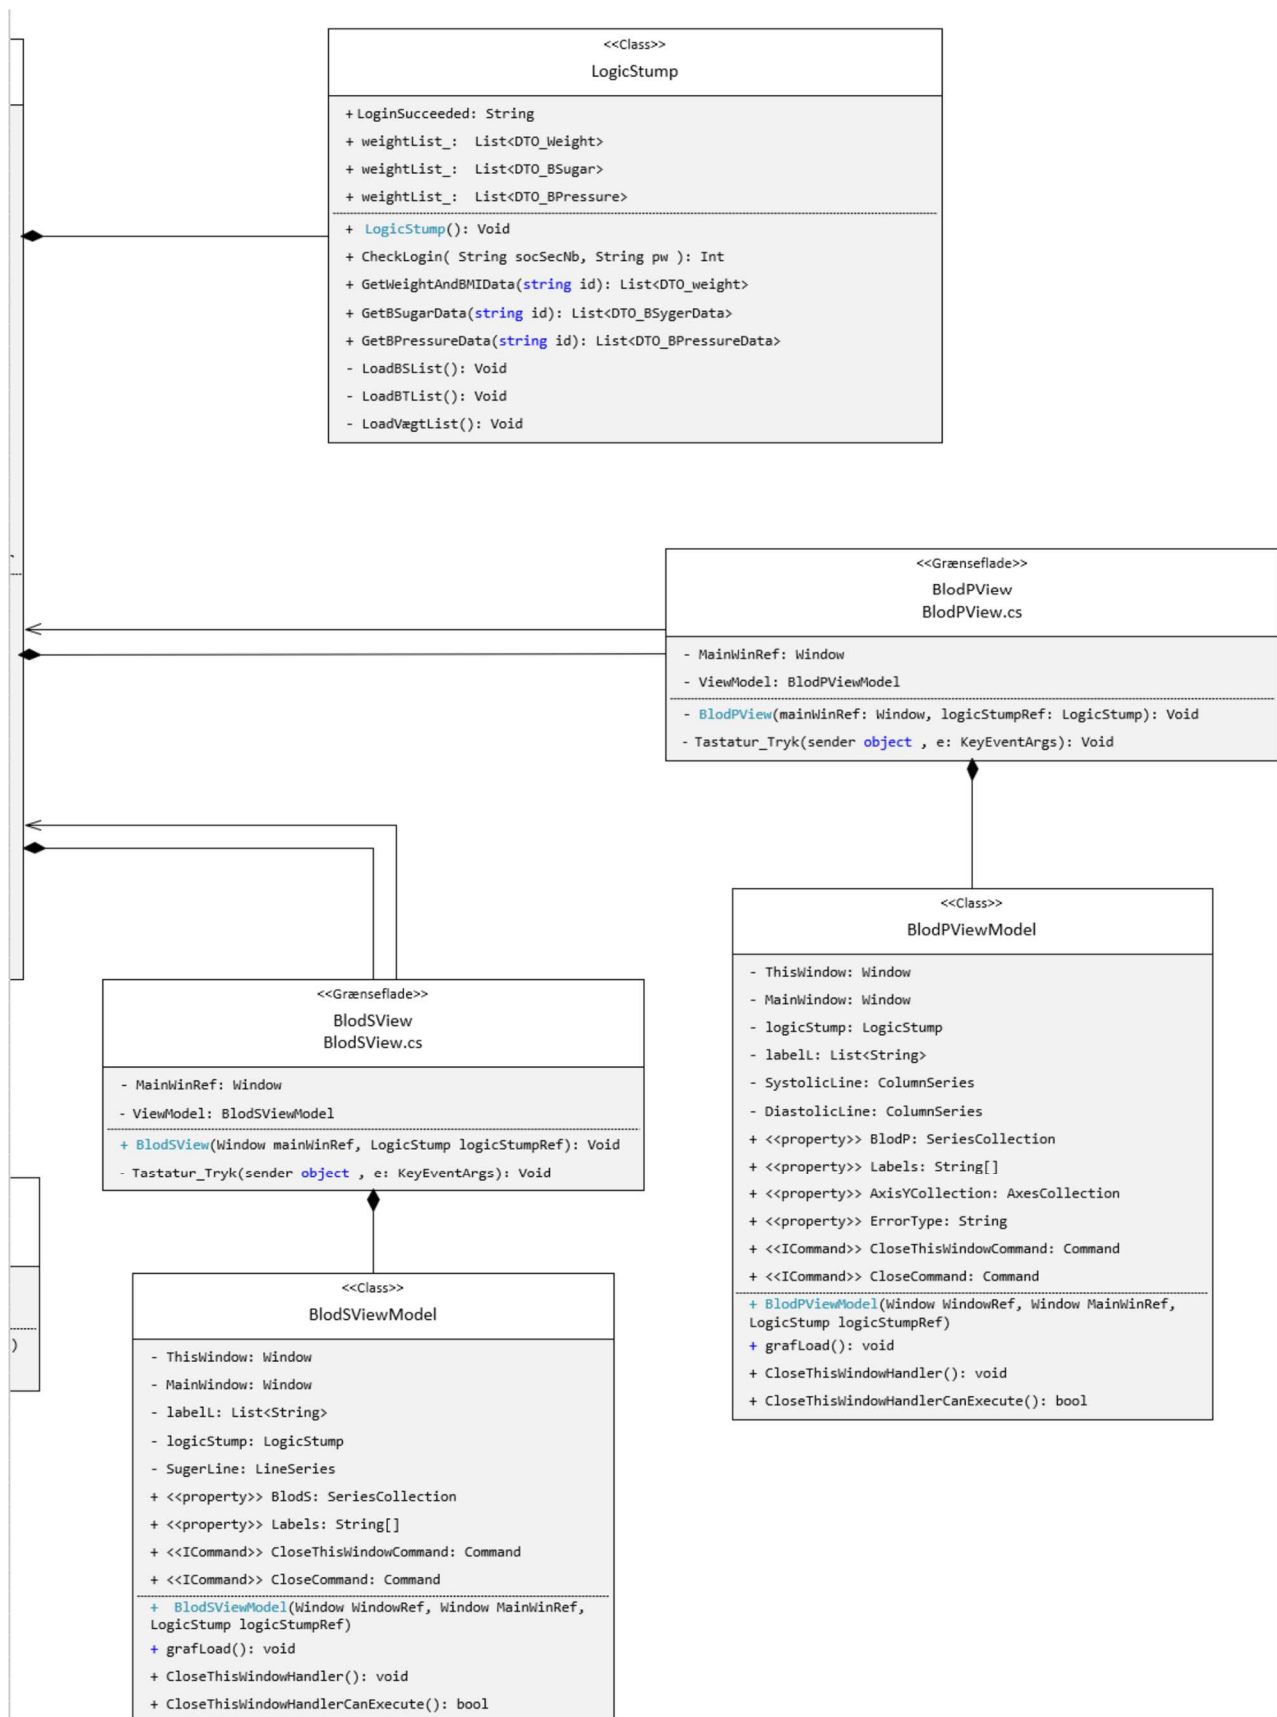 <<Class>>
LogicStump
+ LoginSucceeded: String
+ weightList_: List<DTO_Weight>
+ weightList_: List<DTO_BSugar>
+ weightList_: List<DTO_BPressure>
+ LogicStump(): Void
+ CheckLogin( String socSecNb, String pw ): Int
+ GetWeightAndBMIData(string id): List<DTO_weight>
+ GetBSugarData(string id): List<DTO_BSygerData>
+ GetBPressureData(string id): List<DTO_BPressureData>
- LoadBSList(): Void
- LoadBTList(): Void
- LoadVægtList(): Void
<<Grænseflade>>
BlodPView
BlodPView.cs
- MainWinRef: Window
- ViewModel: BlodPViewModel
- BlodPView(mainWinRef: Window, logicStumpRef: LogicStump): Void
- Tastatur_Tryk(sender object , e: KeyEventArgs): Void
<<Class>>
BlodPViewModel
- ThisWindow: Window
- MainWindow: Window
- logicStump: LogicStump
- labelL: List<String>
- SystolicLine: ColumnSeries
- DiastolicLine: ColumnSeries
+ <<property>> BlodP: SeriesCollection
+ <<property>> Labels: String[]
+ <<property>> AxisYCollection: AxesCollection
+ <<property>> ErrorType: String
+ <<ICommand>> CloseThisWindowCommand: Command
+ <<ICommand>> CloseCommand: Command
+ BlodPViewModel(Window WindowRef, Window MainWinRef,
LogicStump logicStumpRef)
+ grafLoad(): void
+ CloseThisWindowHandler(): void
+ CloseThisWindowHandlerCanExecute(): bool
<<Grænseflade>>
BlodSView
BlodSView.cs
- MainWinRef: Window
- ViewModel: BlodSViewModel
+ BlodSView(Window mainWinRef, LogicStump logicStumpRef): Void
- Tastatur_Tryk(sender object , e: KeyEventArgs): Void
)
<<Class>>
BlodSViewModel
- ThisWindow: Window
- MainWindow: Window
- labelL: List<String>
- logicStump: LogicStump
- SugerLine: LineSeries
+ <<property>> BlodS: SeriesCollection
+ <<property>> Labels: String[]
+ <<ICommand>> CloseThisWindowCommand: Command
+ <<ICommand>> CloseCommand: Command
+ BlodSViewModel(Window WindowRef, Window MainWinRef,
LogicStump logicStumpRef)
+ grafLoad(): void
+ CloseThisWindowHandler(): void
+ CloseThisWindowHandlerCanExecute(): bool